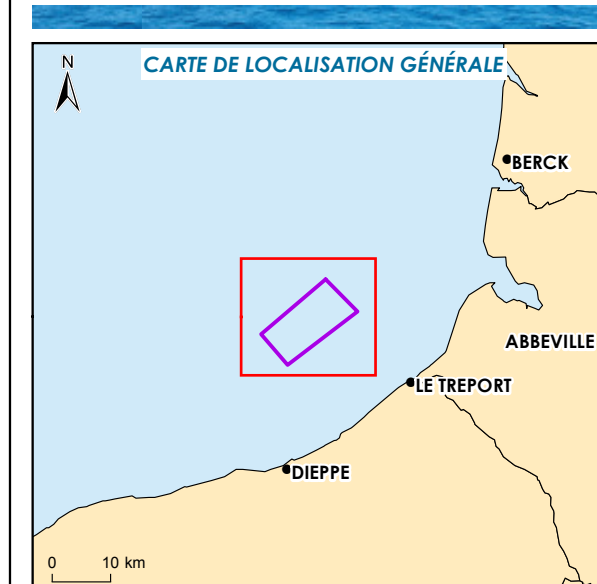 CARTE DE LOCALISATION GÉNÉRALE
N
BERCK
ABBEVILLE
LE TREPORT
DIEPPE
0 10 km